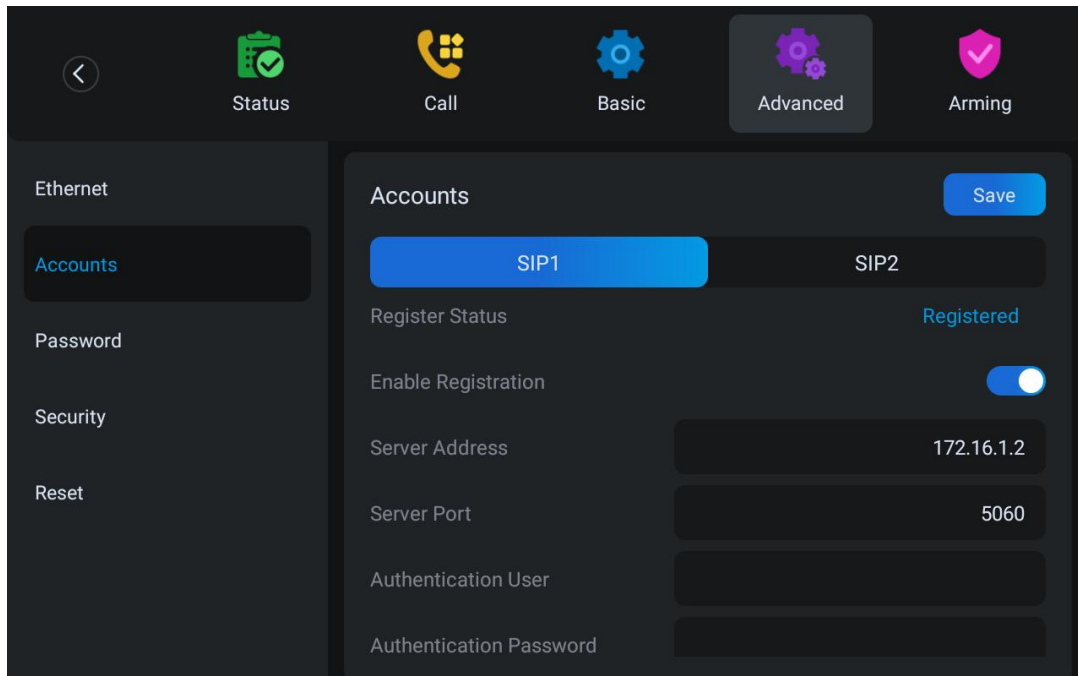 Status
Call
Basic
Advanced
Arming
Ethernet
Accounts
Password
Security
Reset
Accounts
Save
SIP1
SIP2
Register Status
Registered
Enable Registration
Server Address
172.16.1.2
Server Port
5060
Authentication User
Authentication Password